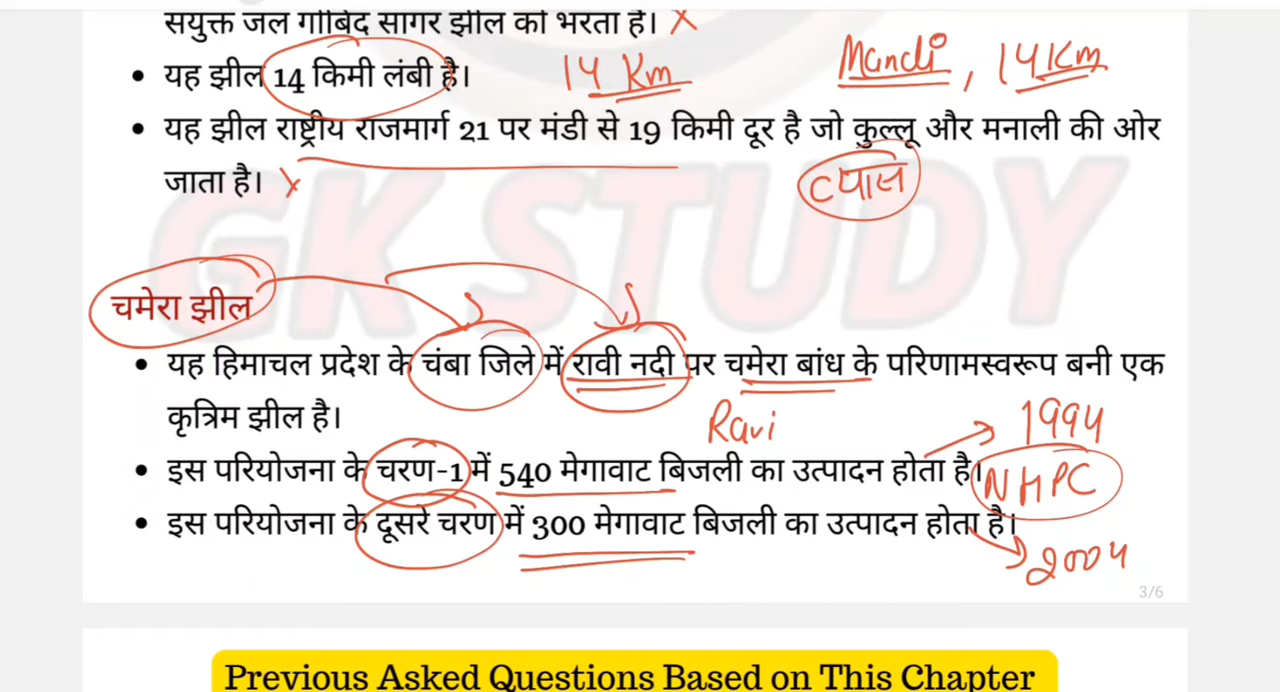 संयुक्त जल गोबिंद सागर झील को भरता है। X
• यह झील 14 किमी लंबी है। 14 Km Mandi, 14 Km
• यह झील राष्ट्रीय राजमार्ग 21 पर मंडी से 19 किमी दूर है जो कुल्लू और मनाली की ओर
जाता है। X
GK STUDY
चमेरा झील
• यह हिमाचल प्रदेश के चंबा जिले में रावी नदी पर चमेरा बांध के परिणामस्वरूप बनी एक
कृत्रिम झील है। Ravi 1994
• इस परियोजना के चरण-1 में 540 मेगावाट बिजली का उत्पादन होता है। NHPC
• इस परियोजना के दूसरे चरण में 300 मेगावाट बिजली का उत्पादन होता है।
2004
3/6
Previous Asked Questions Based on This Chapter